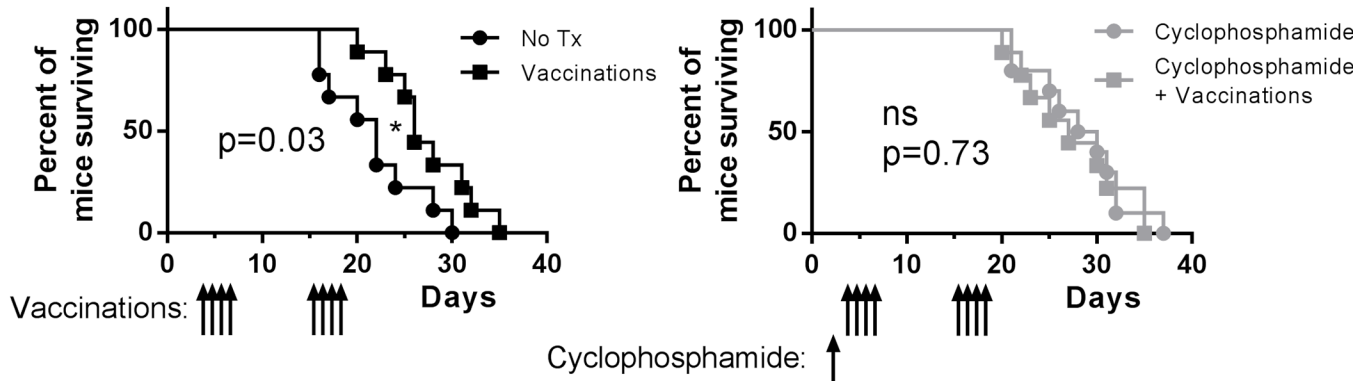 Percent of
mice surviving
100
50
0
0 10 20 30 40
Days
No Tx
Vaccinations
p=0.03
*
Vaccinations:
Percent of
mice surviving
100
50
0
0 10 20 30 40
Days
Cyclophosphamide
Cyclophosphamide
+ Vaccinations
ns
p=0.73
Cyclophosphamide: